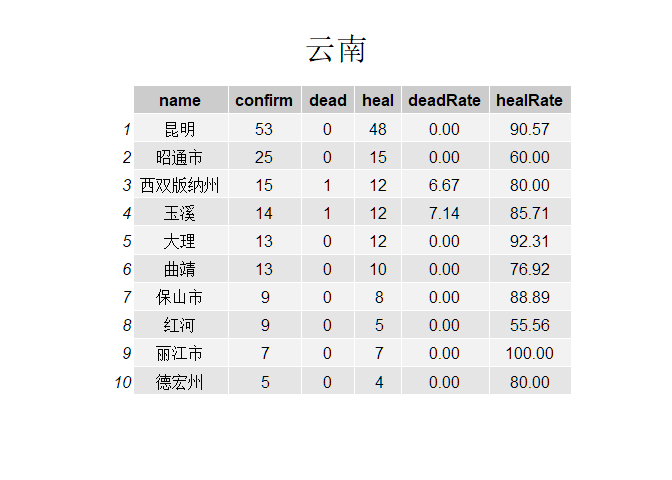 云南
name confirm dead heal deadRate healRate
1 昆明 53 0 48 0.00 90.57
2 昭通市 25 0 15 0.00 60.00
3 西双版纳州 15 1 12 6.67 80.00
4 玉溪 14 1 12 7.14 85.71
5 大理 13 0 12 0.00 92.31
6 曲靖 13 0 10 0.00 76.92
7 保山市 9 0 8 0.00 88.89
8 红河 9 0 5 0.00 55.56
9 丽江市 7 0 7 0.00 100.00
10 德宏州 5 0 4 0.00 80.00